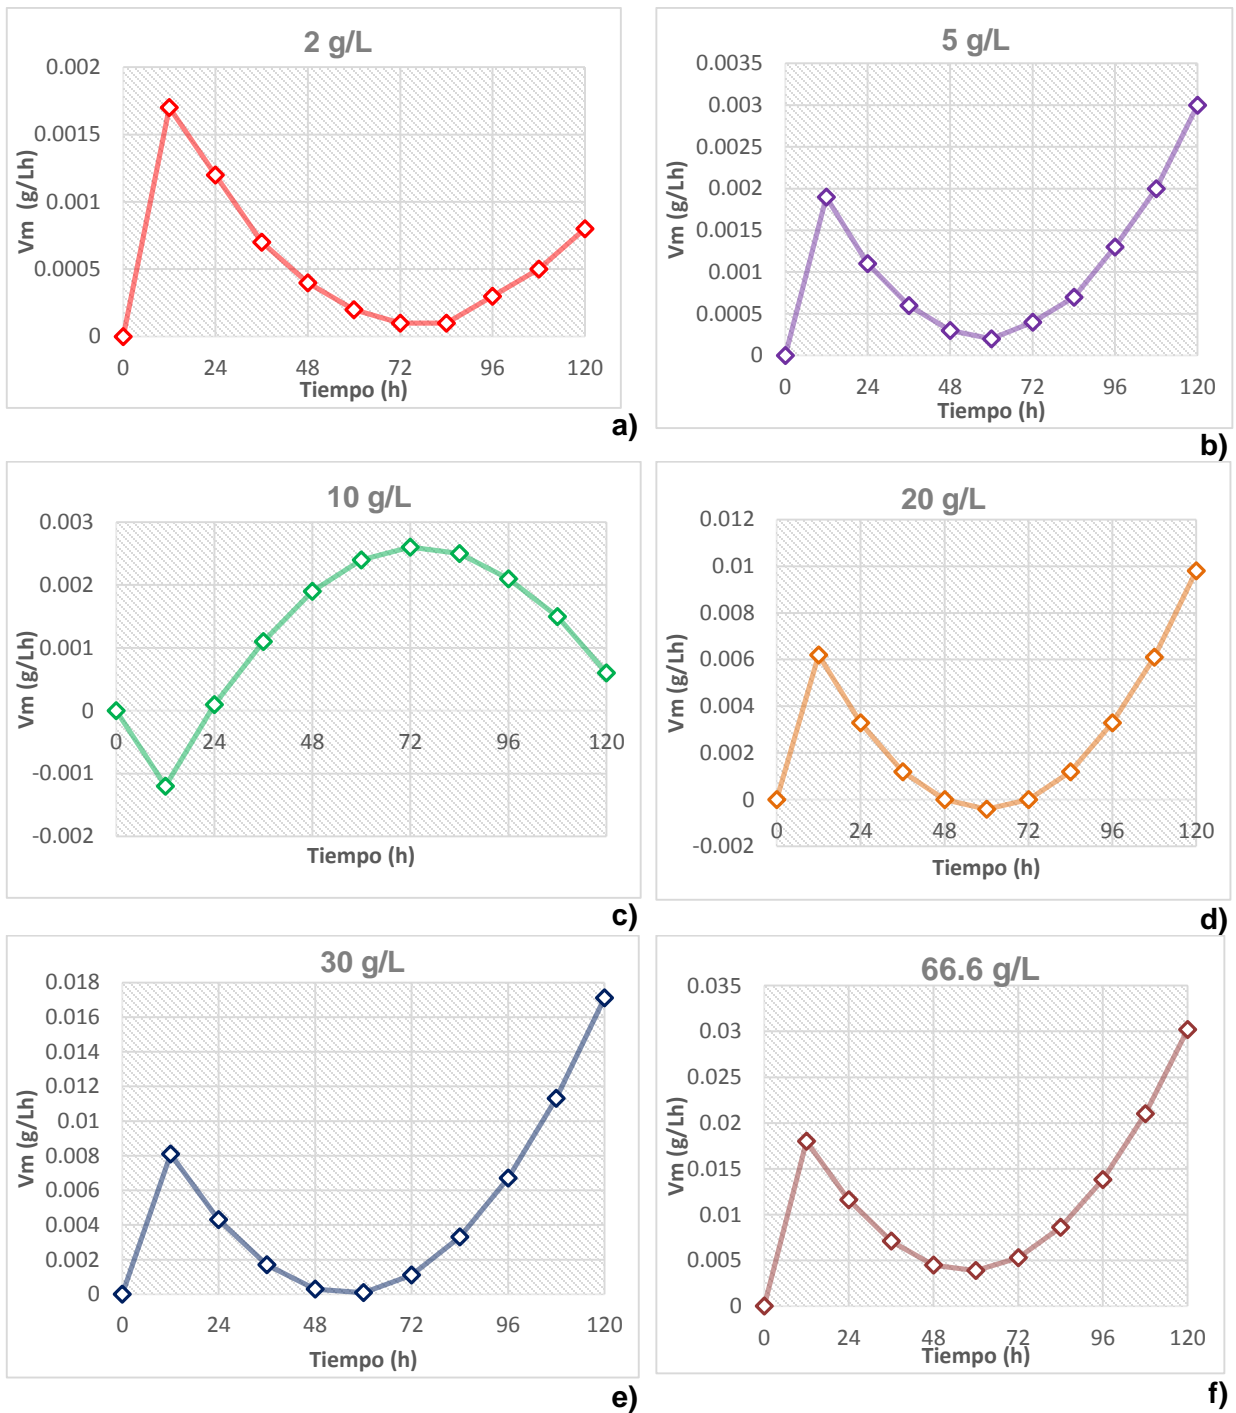 2 g/L
0.002
0.0015
0.001
0.0005
0
Vm (g/Lh)
0 24 48 72 96 120
Tiempo (h)
a)
5 g/L
0.0035
0.003
0.0025
0.002
0.0015
0.001
0.0005
0
Vm (g/Lh)
0 24 48 72 96 120
Tiempo (h)
b)
10 g/L
0.003
0.002
0.001
0
-0.001
-0.002
Vm (g/Lh)
0 24 48 72 96 120
Tiempo (h)
c)
20 g/L
0.012
0.01
0.008
0.006
0.004
0.002
0
-0.002
Vm (g/Lh)
0 24 48 72 96 120
Tiempo (h)
d)
30 g/L
0.018
0.016
0.014
0.012
0.01
0.008
0.006
0.004
0.002
0
Vm (g/Lh)
0 24 48 72 96 120
Tiempo (h)
e)
66.6 g/L
0.035
0.03
0.025
0.02
0.015
0.01
0.005
0
Vm (g/Lh)
0 24 48 72 96 120
Tiempo (h)
f)